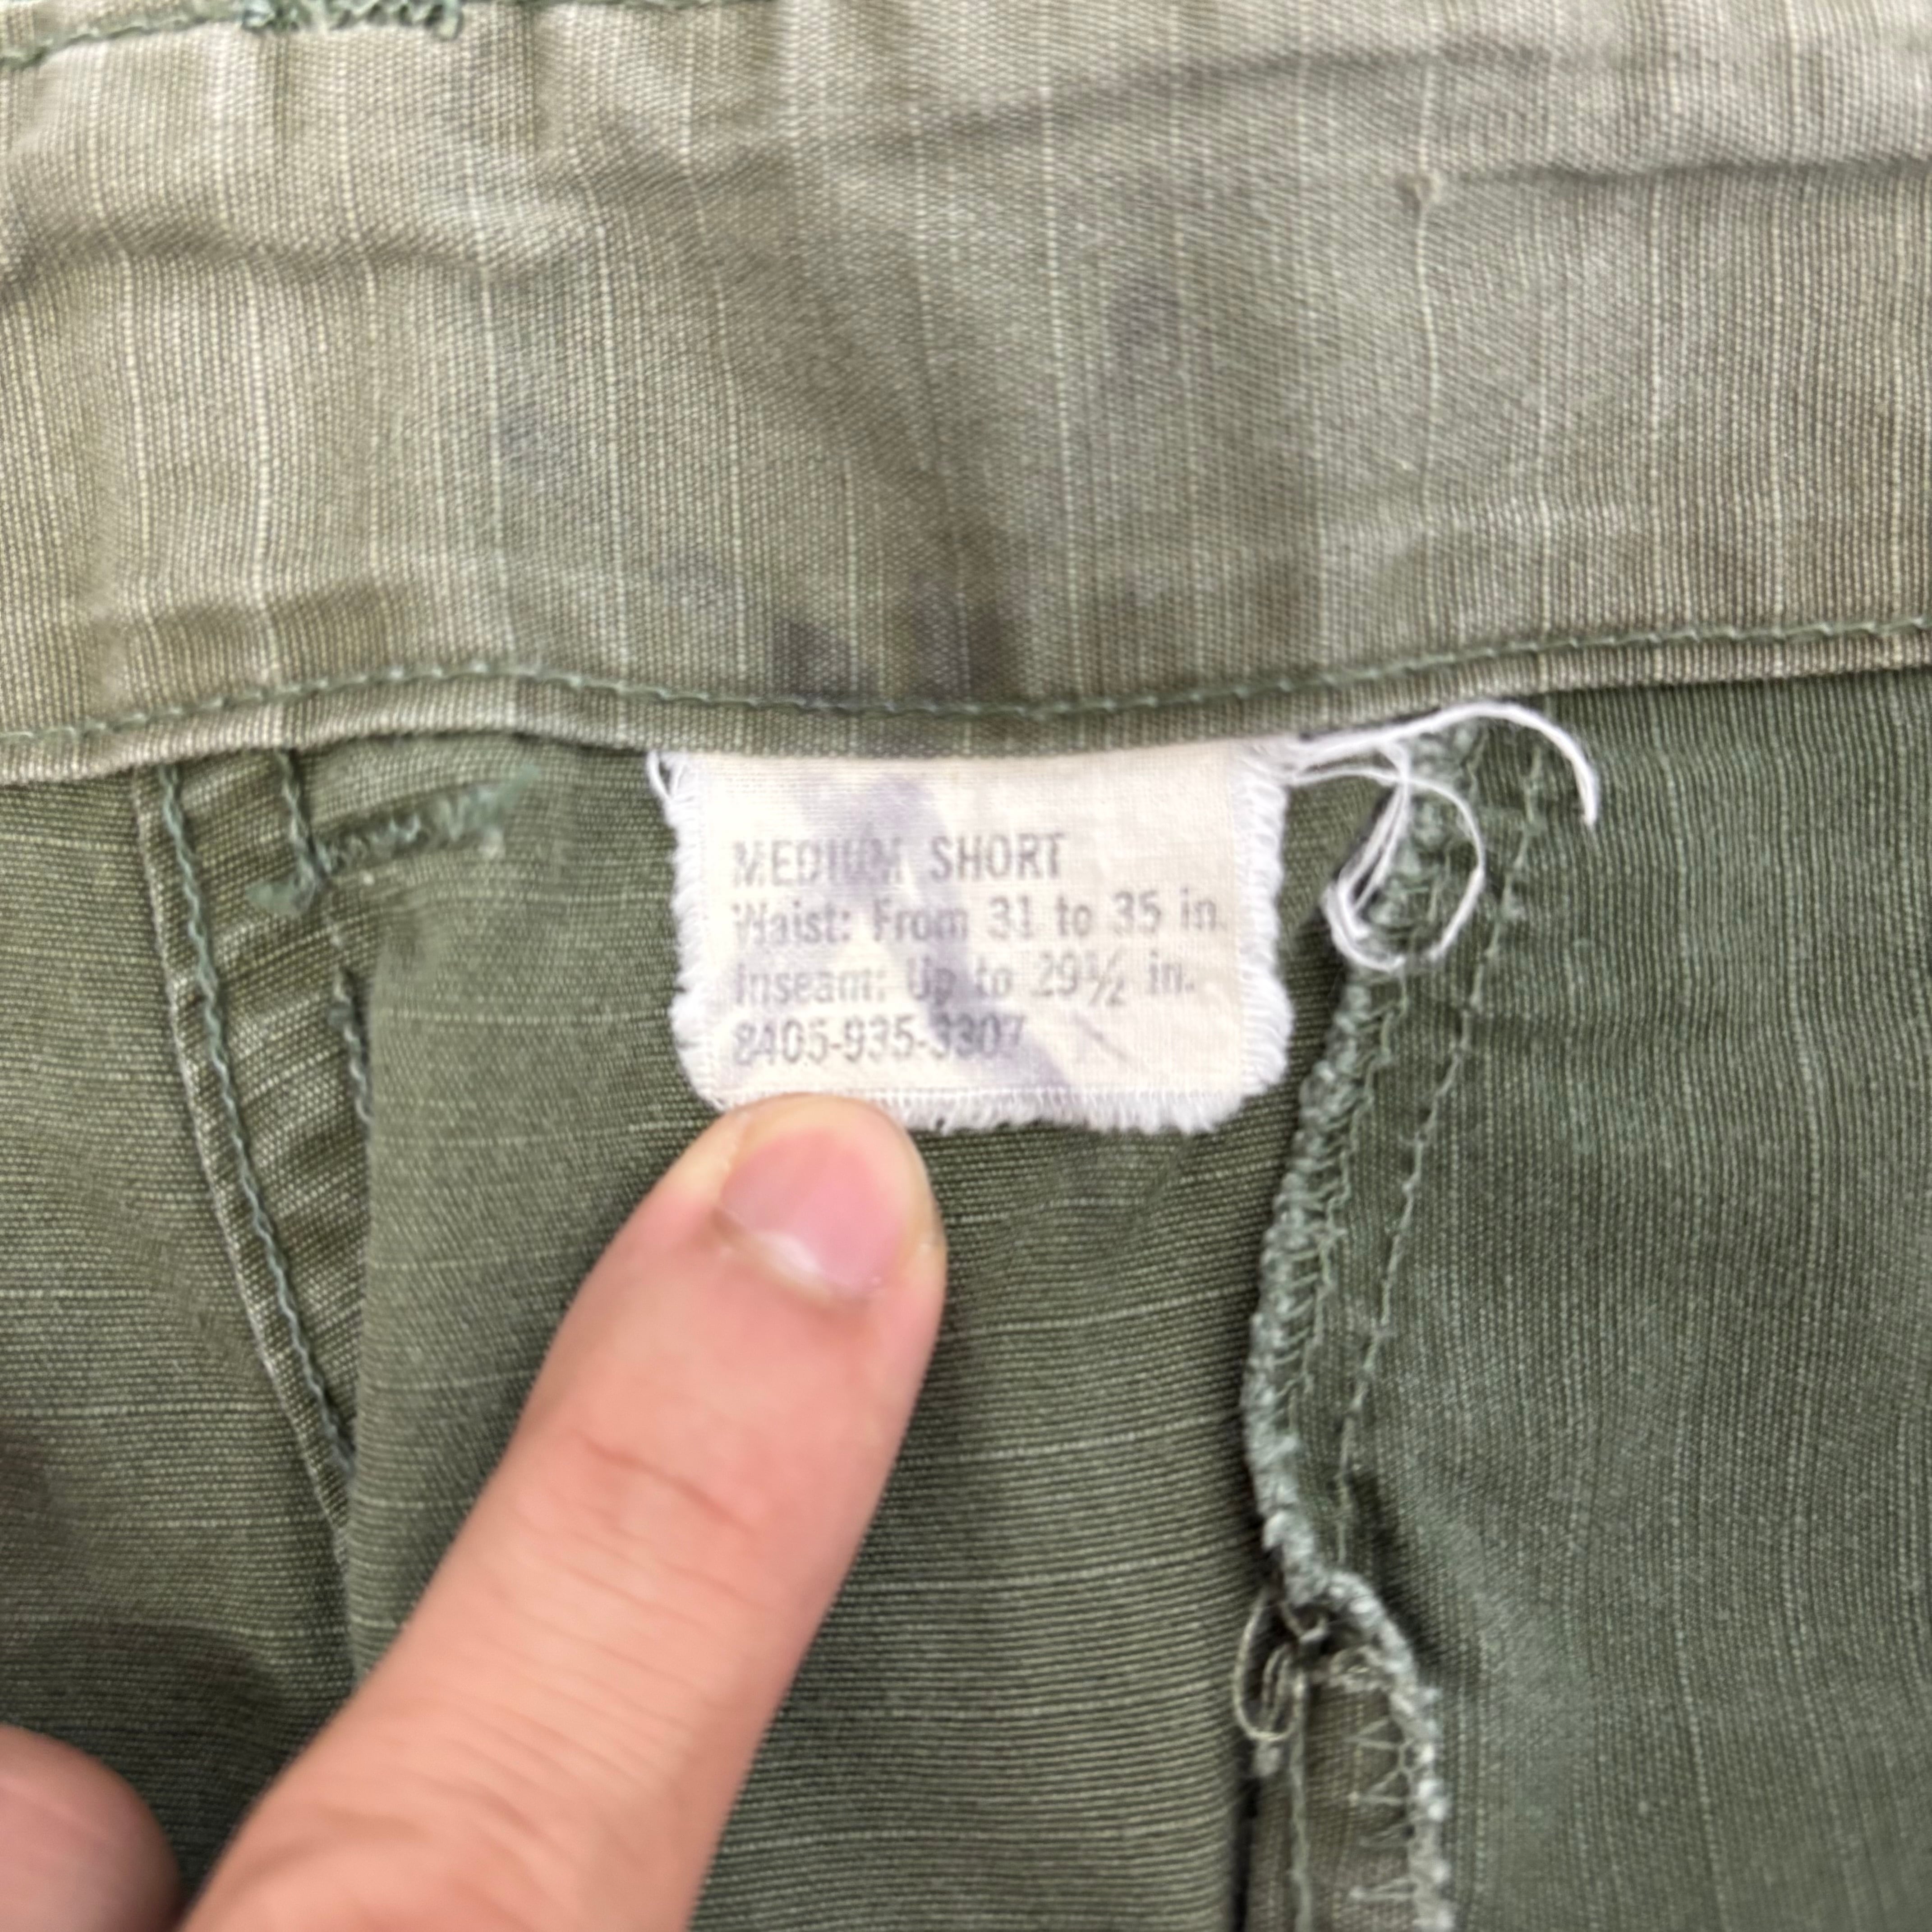 MEDIUM SHORT
Waist: From 31 to 35 in.
Inseam: Up to 29½ in.
8405-935-3307